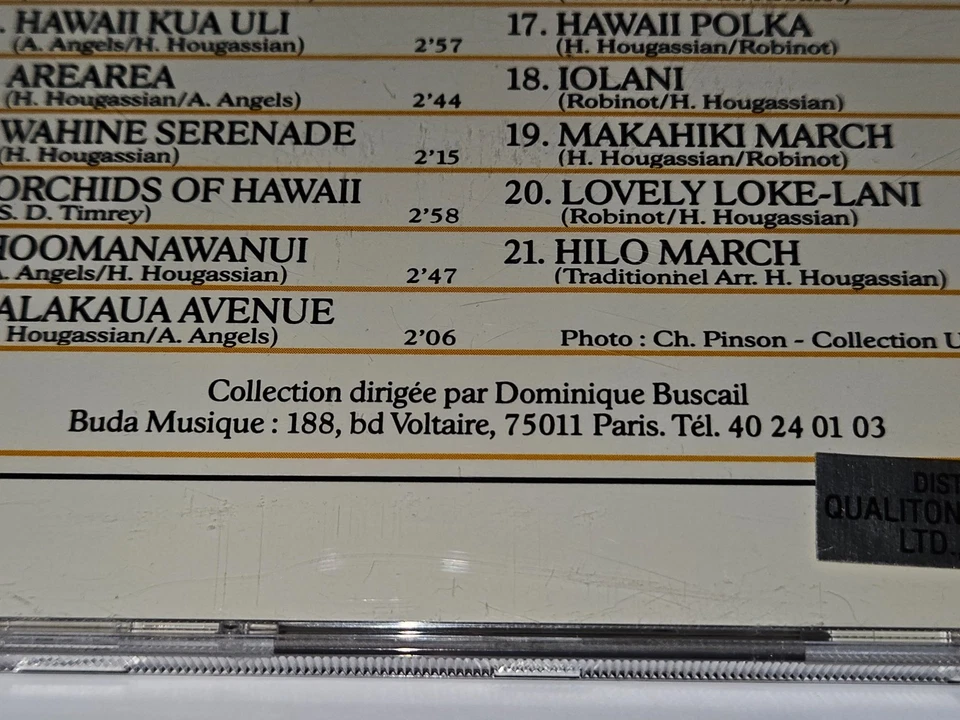 HAWAII KUA ULI
(A. Angels/H. Hougassian) 2'57
AREAREA
(H. Hougassian/A. Angels) 2'44
WAHINE SERENADE
(H. Hougassian) 2'15
ORCHIDS OF HAWAII
S. D. Timrey) 2'58
HOOMANAWANUI
. Angels/H. Hougassian) 2'47
ALAKAUA AVENUE
Hougassian/A. Angels) 2'06
17. HAWAII POLKA
(H. Hougassian/Robinot)
18. IOLANI
(Robinot/H. Hougassian)
19. MAKAHIKI MARCH
(H. Hougassian/Robinot)
20. LOVELY LOKE-LANI
(Robinot/H. Hougassian)
21. HILO MARCH
(Traditionnel Arr. H. Hougassian)
Photo : Ch. Pinson - Collection U
Collection dirigée par Dominique Buscail
Buda Musique : 188, bd Voltaire, 75011 Paris. Tél. 40 24 01 03
DIST
QUALITON
LTD.